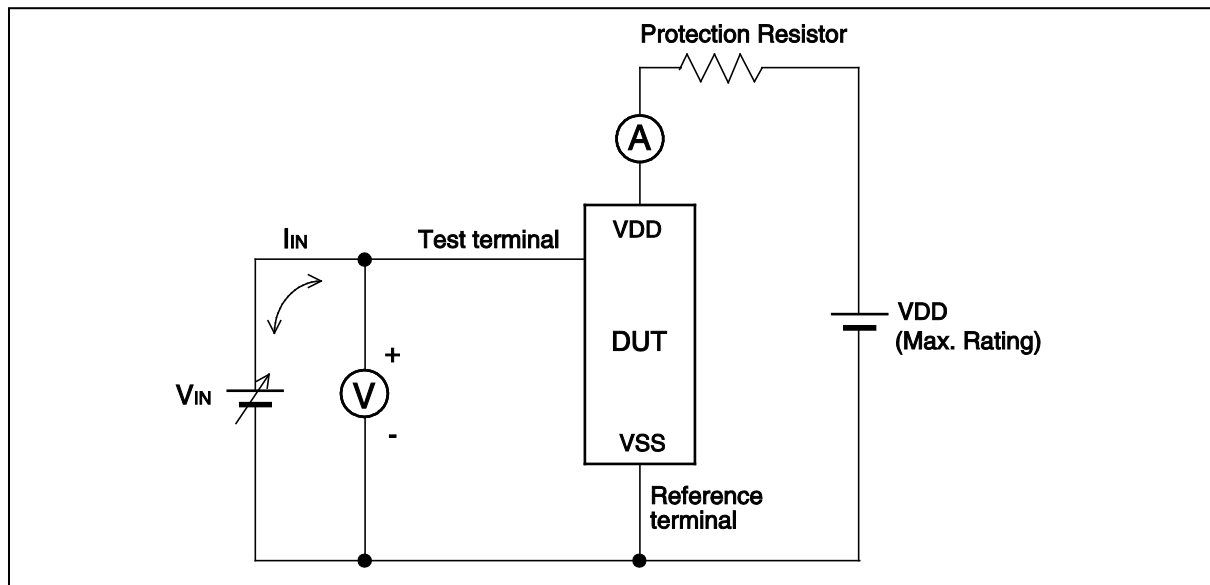 Protection Resistor
A
VDD
IIN
Test terminal
DUT
VDD
(Max. Rating)
VIN
+
V
-
VSS
Reference
terminal